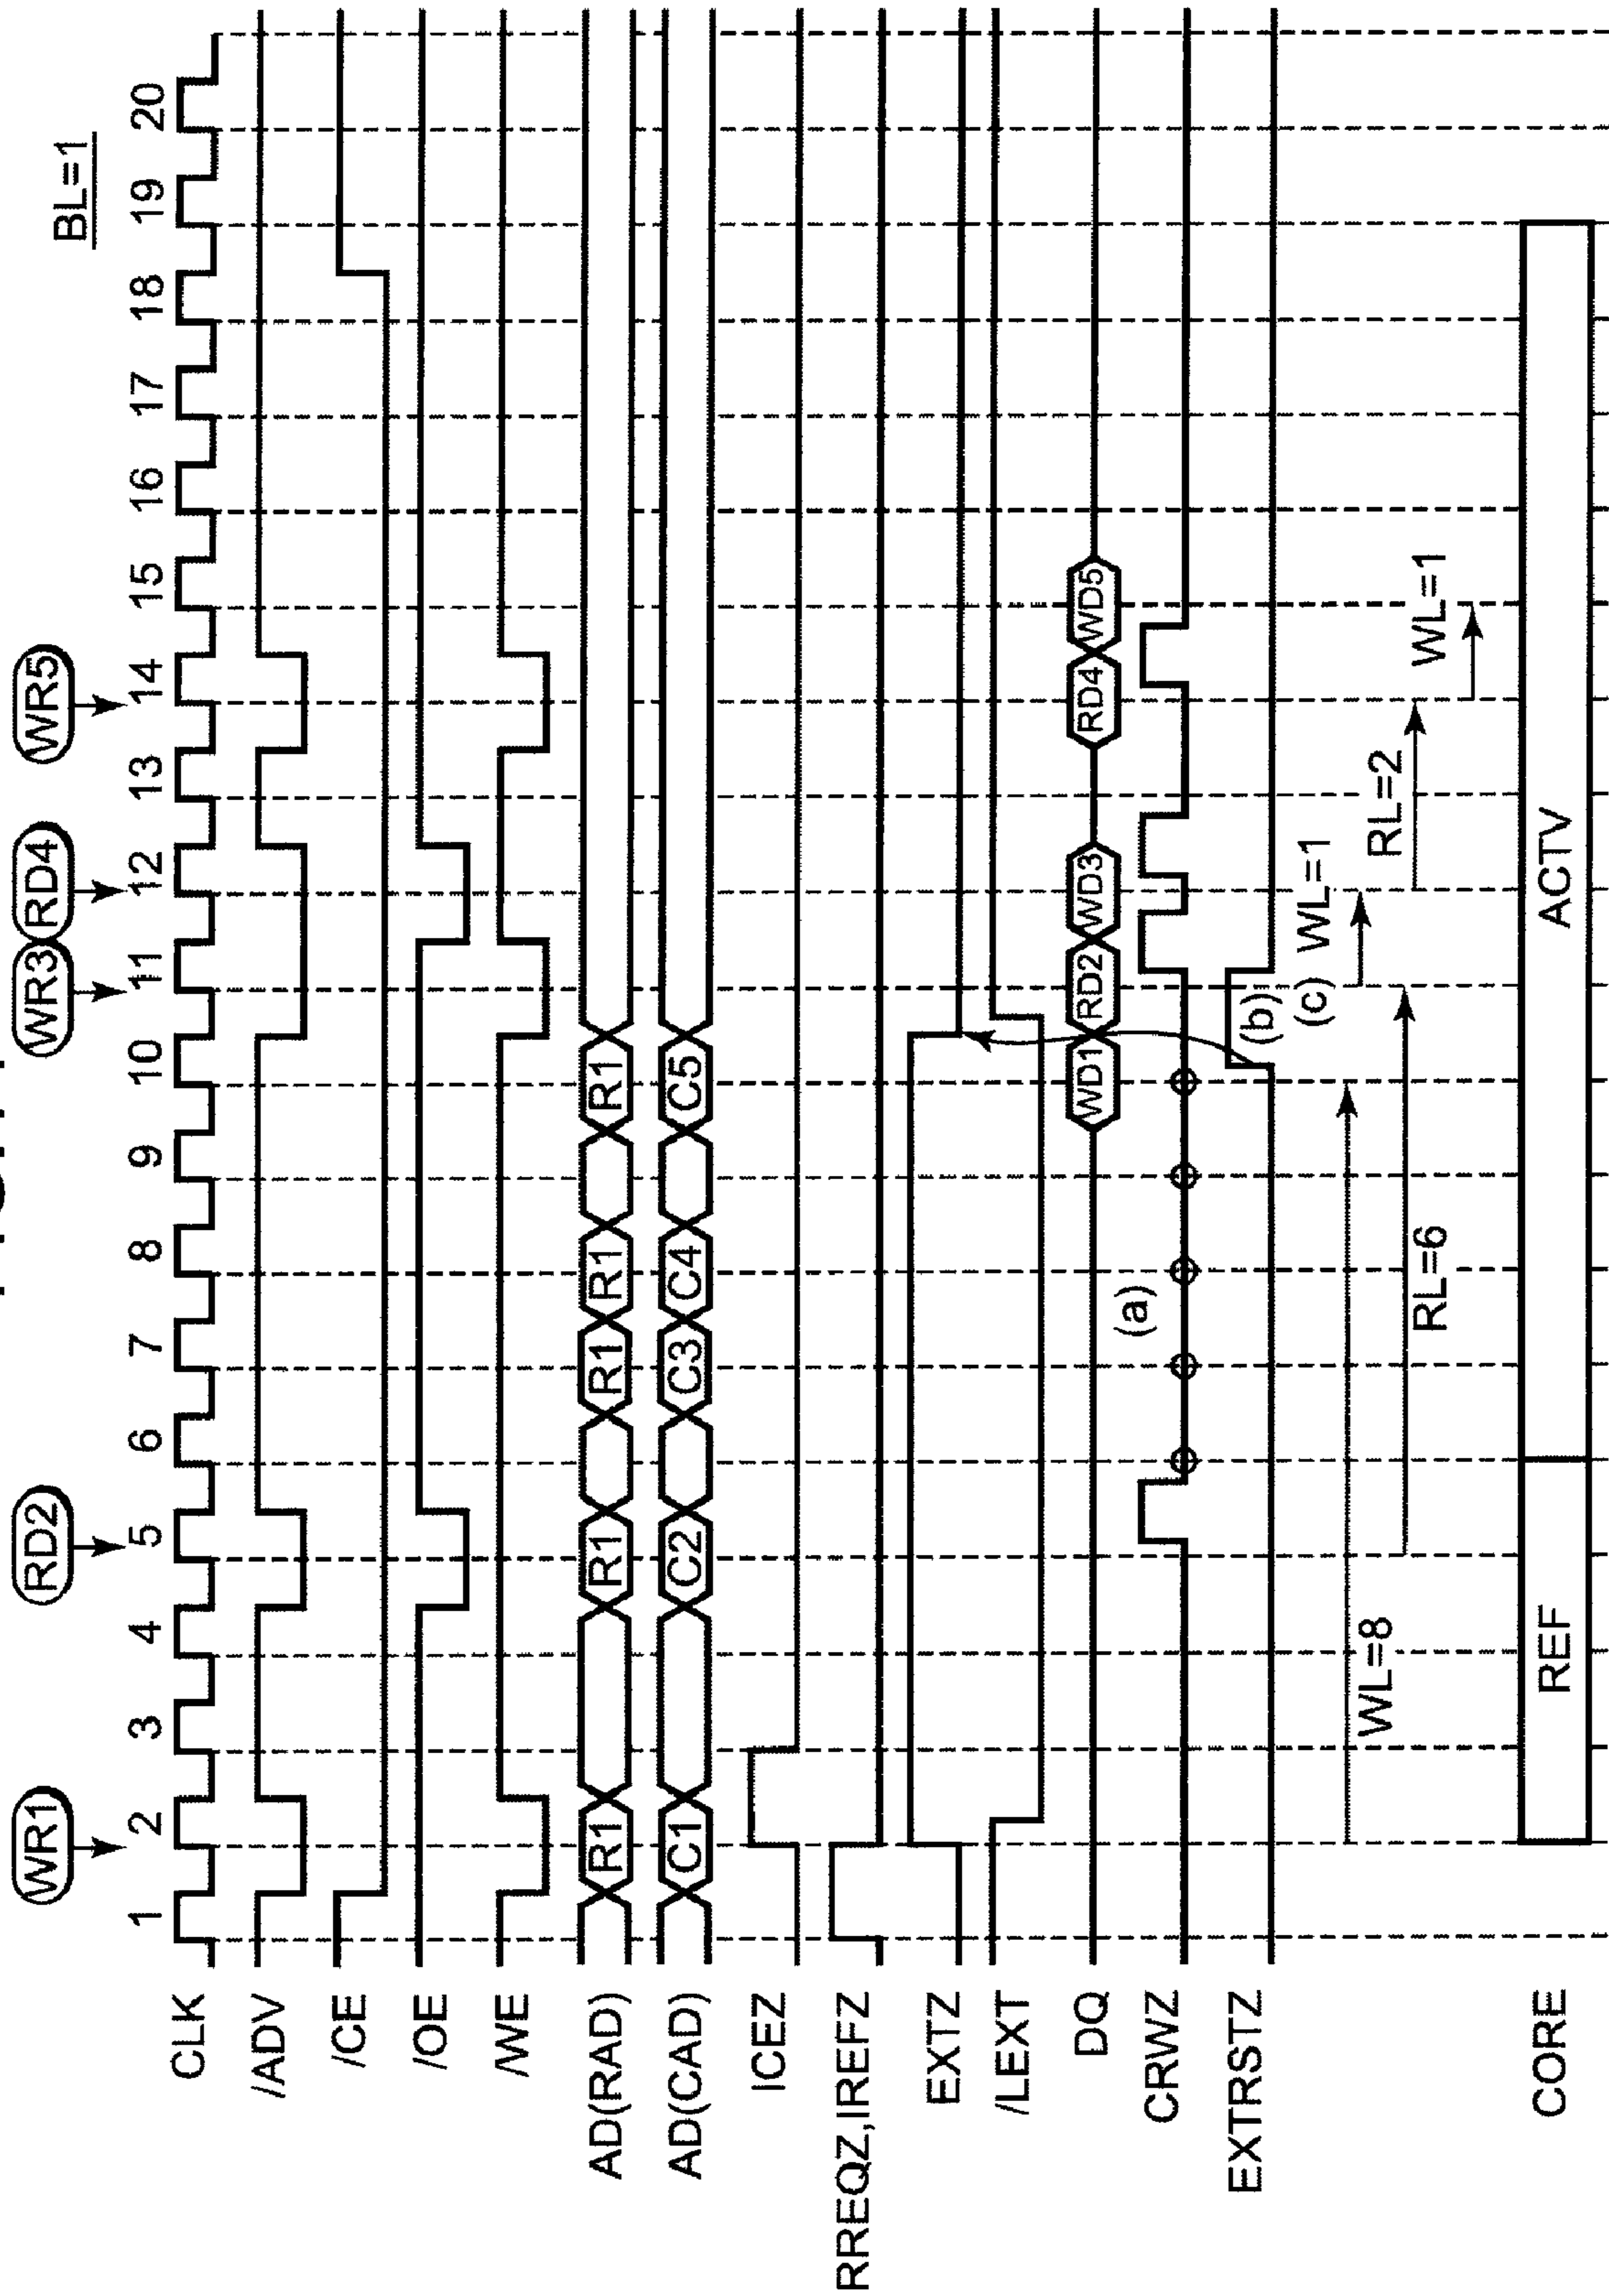 BL=1
WR1 RD2 WR3 RD4 WR5
1 2 3 4 5 6 7 8 9 10 11 12 13 14 15 16 17 18 19 20
CLK
/ADV
/CE
/OE
/WE
AD(RAD) R1 R1 R1 R1 R1
AD(CAD) C1 C2 C3 C4 C5
ICEZ
RREQZ,IREFZ
EXTZ
/LEXT
DQ WD1 RD2 WD3 RD4 WD5
CRWZ (a)
EXTRSTZ (b)
(c)
WL=8 WL=1
RL=6 RL=2
WL=1
CORE REF ACTV